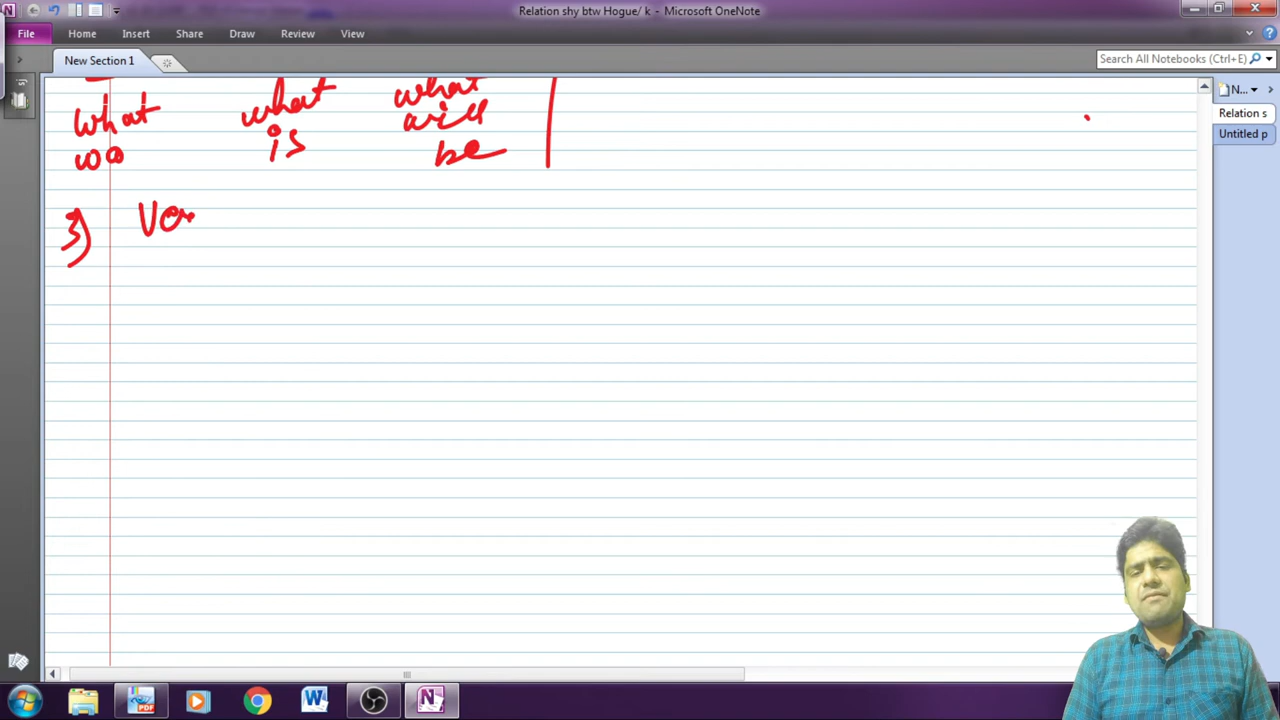 Relation shy btw Hogue/ k - Microsoft OneNote
File Home Insert Share Draw Review View
New Section 1
Search All Notebooks (Ctrl+E)
N...
Relation s
Untitled p
what what what
is will
be
3)